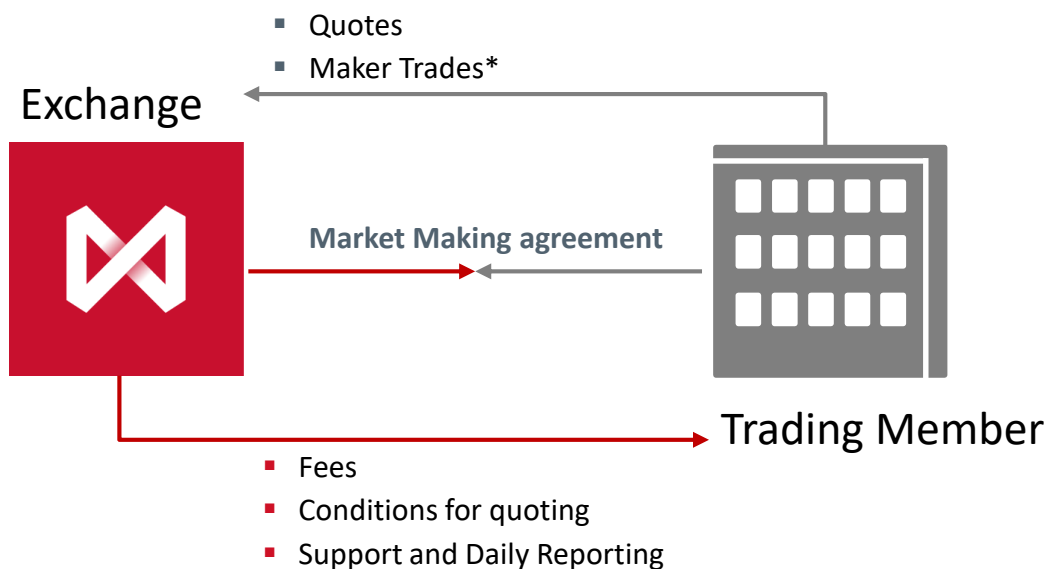 Quotes
Maker Trades*
Exchange
Market Making agreement
Trading Member
Fees
Conditions for quoting
Support and Daily Reporting